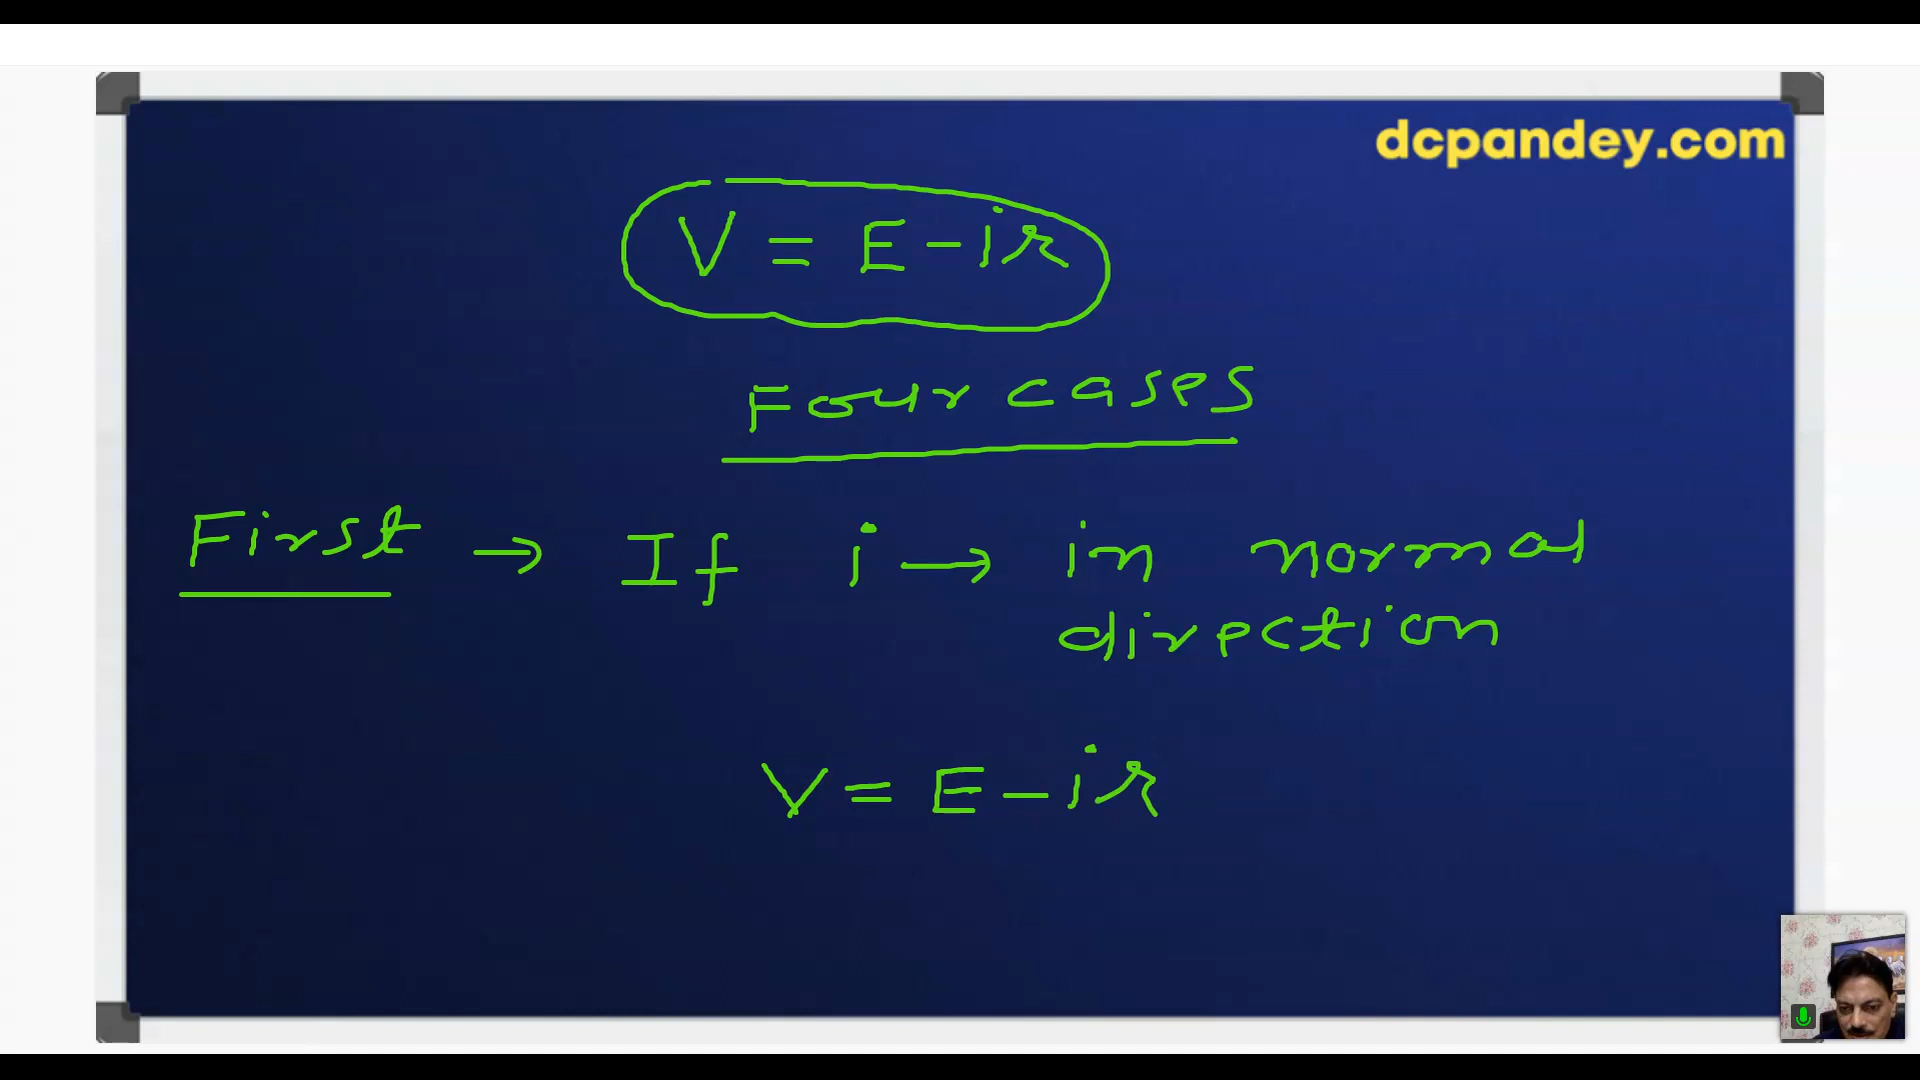 dcpandey.com
V = E - ir
Four cases
First → If i → in normal
direction
V = E - ir